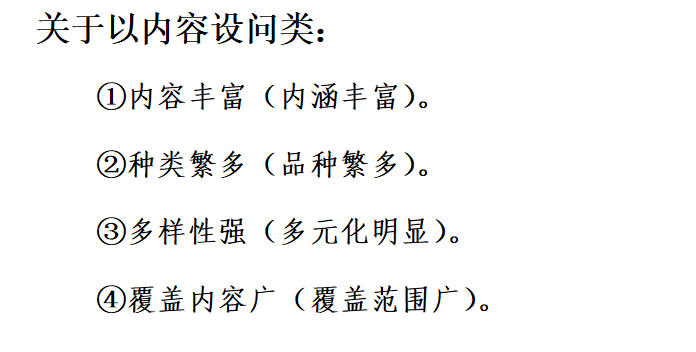 关于以内容设问类：
①内容丰富（内涵丰富）。
②种类繁多（品种繁多）。
③多样性强（多元化明显）。
④覆盖内容广（覆盖范围广）。